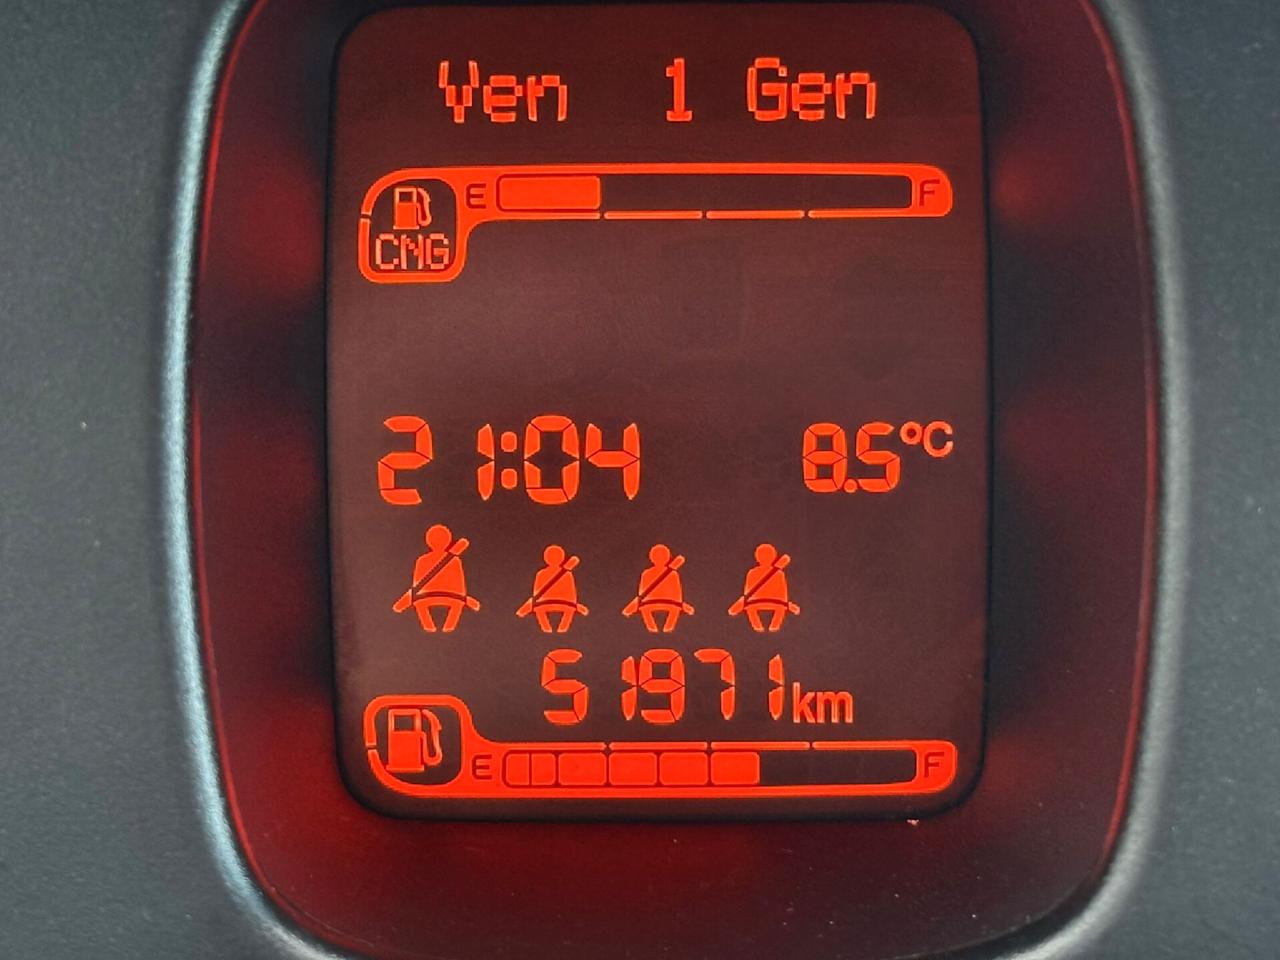 Ven 1 Gen
E F
CNG
21:04 8.5°C
51971 km
E F